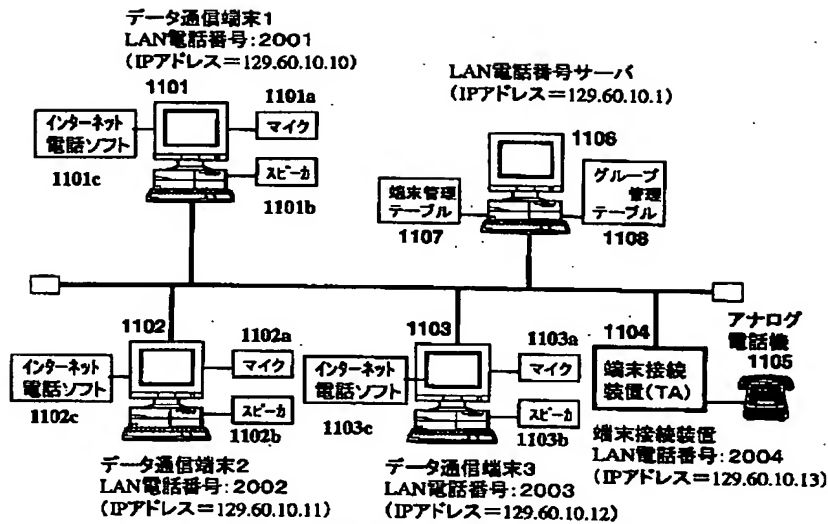 データ通信端末1
LAN電話番号:2001
(IPアドレス=129.60.10.10)
1101
1101a
インターネット
電話ソフト
マイク
1101c
スピーカ
1101b
LAN電話番号サーバ
(IPアドレス=129.60.10.1)
1106
端末管理
テーブル
1107
グループ
管理
テーブル
1108
1102
1102a
インターネット
電話ソフト
マイク
1102c
スピーカ
1102b
データ通信端末2
LAN電話番号:2002
(IPアドレス=129.60.10.11)
1103
1103a
インターネット
電話ソフト
マイク
1103c
スピーカ
1103b
データ通信端末3
LAN電話番号:2003
(IPアドレス=129.60.10.12)
1104
端末接続
装置(TA)
アナログ
電話機
1105
端末接続装置
LAN電話番号:2004
(IPアドレス=129.60.10.13)